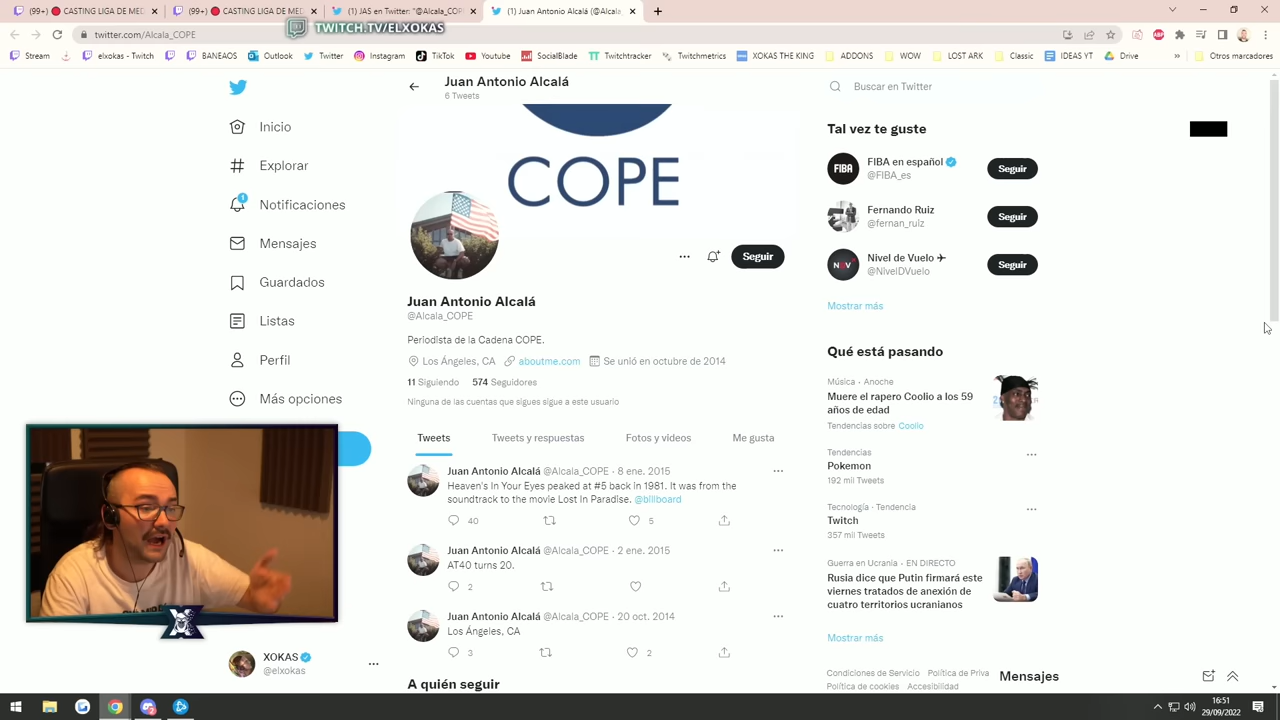 (99+) CASTING LIGA DE MED
(99+) CASTING LIGA DE MED
(1) Juan Antonio Alcalá (@Alca
TWITCH.TV/ELXOKAS
twitter.com/Alcala_COPE
Stream
elxokas - Twitch
BANEAOS
Outlook
Twitter
Instagram
TikTok
Youtube
SocialBlade
Twitchtracker
Twitchmetrics
XOKAS THE KING
ADDONS
WOW
LOST ARK
Classic
IDEAS YT
Drive
»
Otros marcadores
Inicio
Explorar
1
Notificaciones
Mensajes
Guardados
Listas
Perfil
Más opciones
XOKAS
@elxokas
Juan Antonio Alcalá
6 Tweets
COPE
Seguir
Juan Antonio Alcalá
@Alcala_COPE
Periodista de la Cadena COPE.
Los Ángeles, CA aboutme.com Se unió en octubre de 2014
11 Siguiendo 574 Seguidores
Ninguna de las cuentas que sigues sigue a este usuario
Tweets Tweets y respuestas Fotos y vídeos Me gusta
Juan Antonio Alcalá @Alcala_COPE · 8 ene. 2015
Heaven's In Your Eyes peaked at #5 back in 1981. It was from the
soundtrack to the movie Lost In Paradise. @billboard
40 5
Juan Antonio Alcalá @Alcala_COPE · 2 ene. 2015
AT40 turns 20.
2
Juan Antonio Alcalá @Alcala_COPE · 20 oct. 2014
Los Ángeles, CA
3 2
A quién seguir
Buscar en Twitter
Tal vez te guste
FIBA
FIBA en español
@FIBA_es
Seguir
Fernando Ruiz
@fernan_ruiz
Seguir
Nivel de Vuelo ✈
@NivelDVuelo
Seguir
Mostrar más
Qué está pasando
Música · Anoche
Muere el rapero Coolio a los 59
años de edad
Tendencias sobre Coolio
Tendencias
Pokemon
192 mil Tweets
Tecnología · Tendencia
Twitch
357 mil Tweets
Guerra en Ucrania · EN DIRECTO
Rusia dice que Putin firmará este
viernes tratados de anexión de
cuatro territorios ucranianos
Mostrar más
Condiciones de Servicio Política de Priva
Política de cookies Accesibilidad
Mensajes
16:51
29/09/2022